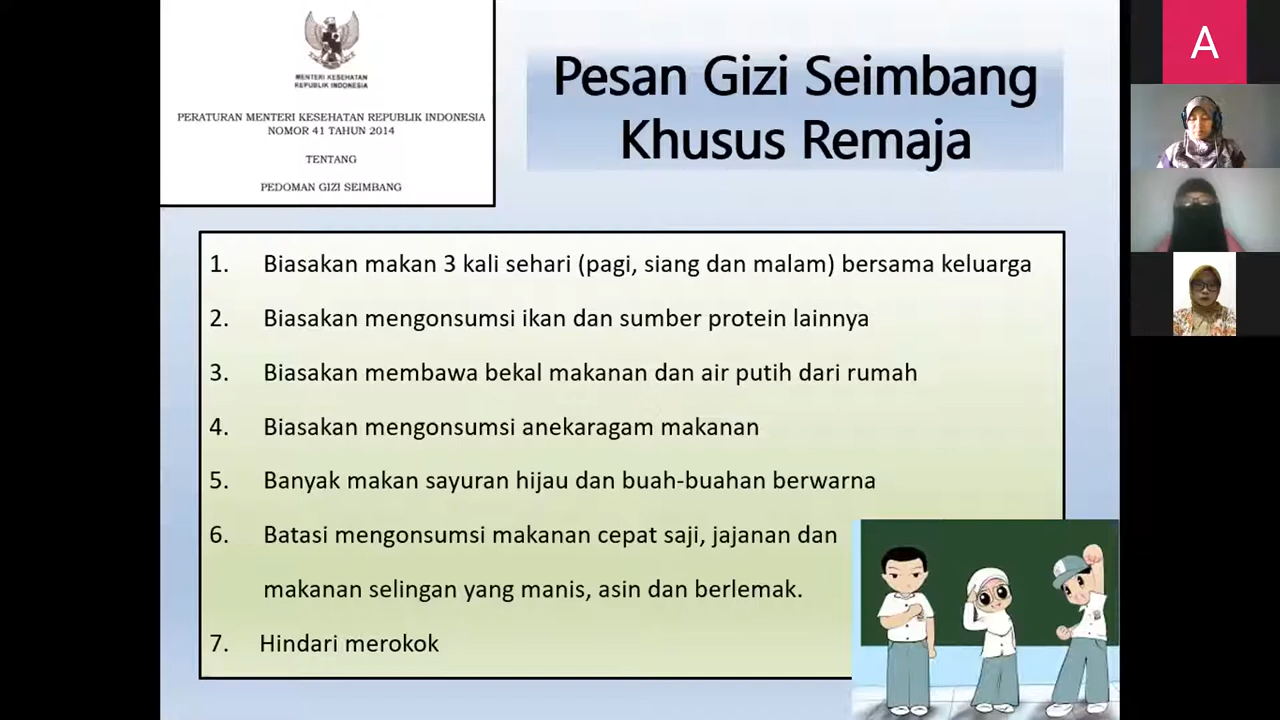 MENTERI KESEHATAN
REPUBLIK INDONESIA
PERATURAN MENTERI KESEHATAN REPUBLIK INDONESIA
NOMOR 41 TAHUN 2014
TENTANG
PEDOMAN GIZI SEIMBANG
Pesan Gizi Seimbang
Khusus Remaja
1. Biasakan makan 3 kali sehari (pagi, siang dan malam) bersama keluarga
2. Biasakan mengonsumsi ikan dan sumber protein lainnya
3. Biasakan membawa bekal makanan dan air putih dari rumah
4. Biasakan mengonsumsi anekaragam makanan
5. Banyak makan sayuran hijau dan buah-buahan berwarna
6. Batasi mengonsumsi makanan cepat saji, jajanan dan
makanan selingan yang manis, asin dan berlemak.
7. Hindari merokok
A